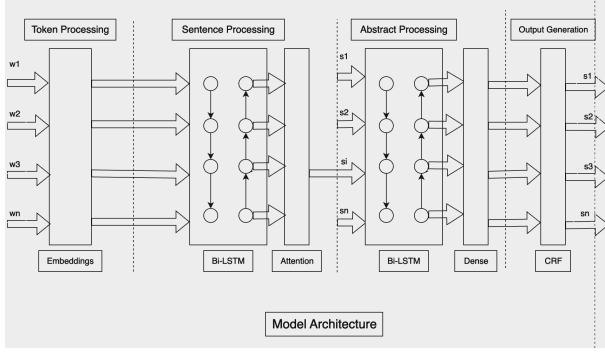 Token Processing
Sentence Processing
Abstract Processing
Output Generation
w1
w2
w3
wn
s1
s2
si
sn
s1
s2
s3
sn
Embeddings
Bi-LSTM
Attention
Bi-LSTM
Dense
CRF
Model Architecture